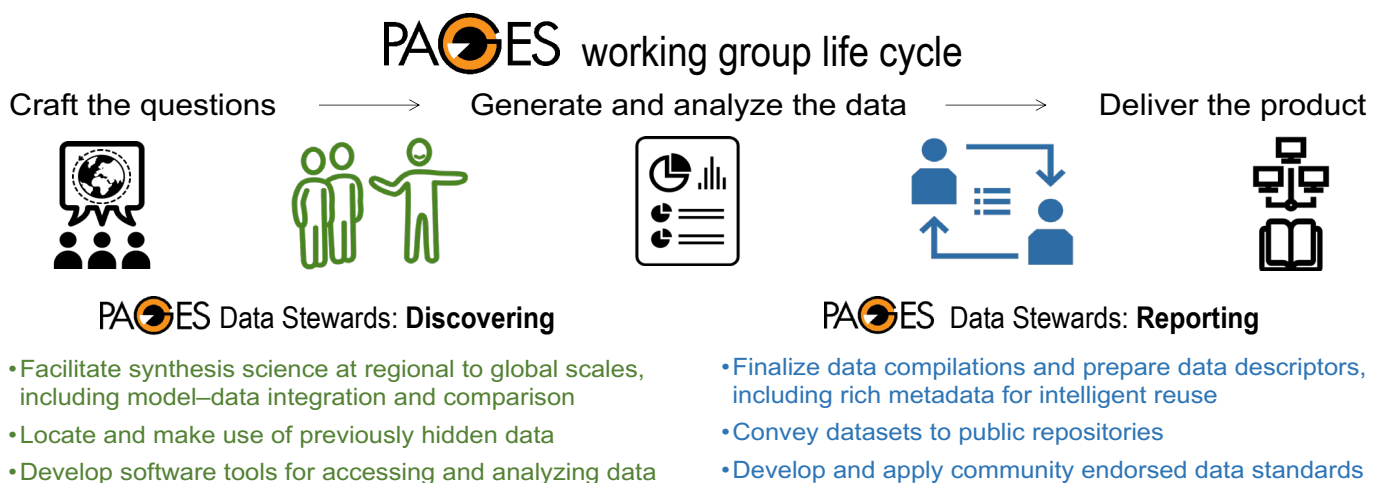 PAGES working group life cycle
Craft the questions
Generate and analyze the data
Deliver the product
PAGES Data Stewards: Discovering
•Facilitate synthesis science at regional to global scales,
including model–data integration and comparison
•Locate and make use of previously hidden data
•Develop software tools for accessing and analyzing data
PAGES Data Stewards: Reporting
•Finalize data compilations and prepare data descriptors,
including rich metadata for intelligent reuse
•Convey datasets to public repositories
•Develop and apply community endorsed data standards